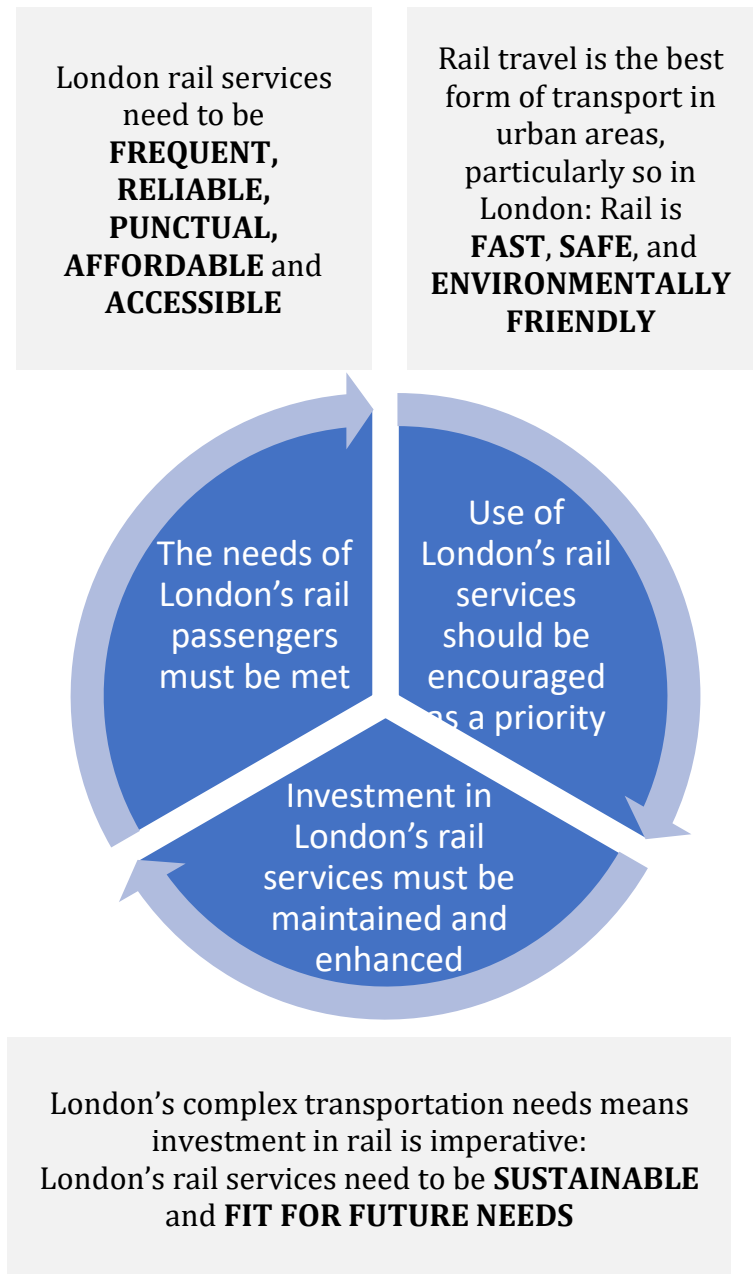 London rail services
need to be
FREQUENT,
RELIABLE,
PUNCTUAL,
AFFORDABLE and
ACCESSIBLE
Rail travel is the best
form of transport in
urban areas,
particularly so in
London: Rail is
FAST, SAFE, and
ENVIRONMENTALLY
FRIENDLY
The needs of
London’s rail
passengers
must be met
Use of
London’s rail
services
should be
encouraged
as a priority
Investment in
London’s rail
services must be
maintained and
enhanced
London’s complex transportation needs means
investment in rail is imperative:
London’s rail services need to be SUSTAINABLE
and FIT FOR FUTURE NEEDS